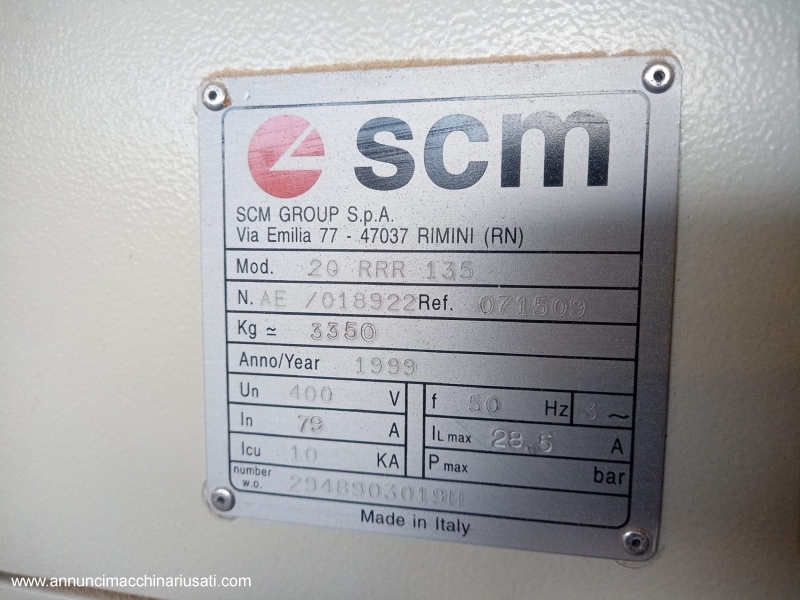 scm
SCM GROUP S.p.A.
Via Emilia 77 - 47037 RIMINI (RN)
Mod. 20 RRR 135
N. AE /018922 Ref. 071509
Kg ≃ 3350
Anno/Year 1999
Un 400 V f 50 Hz 3 ~
In 79 A IL max 28.5 A
Icu 10 KA P max bar
number w.o. 2948903019H
Made in Italy
www.annuncimacchinariusati.com